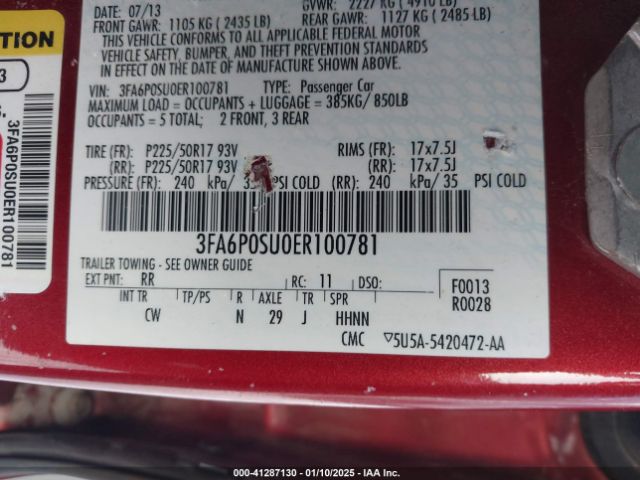 DATE: 07/13
GVWR: 2227 KG ( 4910 LB)
FRONT GAWR: 1105 KG ( 2435 LB)
REAR GAWR: 1127 KG ( 2485 LB)
THIS VEHICLE CONFORMS TO ALL APPLICABLE FEDERAL MOTOR
VEHICLE SAFETY, BUMPER, AND THEFT PREVENTION STANDARDS
IN EFFECT ON THE DATE OF MANUFACTURE SHOWN ABOVE.
VIN: 3FA6P0SU0ER100781 TYPE: Passenger Car
MAXIMUM LOAD = OCCUPANTS + LUGGAGE = 385KG/ 850LB
OCCUPANTS = 5 TOTAL; 2 FRONT, 3 REAR
TIRE (FR): P225/50R17 93V RIMS (FR): 17x7.5J
(RR): P225/50R17 93V (RR): 17x7.5J
PRESSURE (FR): 240 kPa/ 35 PSI COLD (RR): 240 kPa/ 35 PSI COLD
3FA6P0SU0ER100781
TRAILER TOWING - SEE OWNER GUIDE
EXT PNT: RR RC: 11 DSO: F0013
INT TR TP/PS R AXLE TR SPR R0028
CW N 29 J HHNN
CMC ▽5U5A-5420472-AA
3FA6P0SU0ER100781
000-41287130 - 01/10/2025 - IAA Inc.